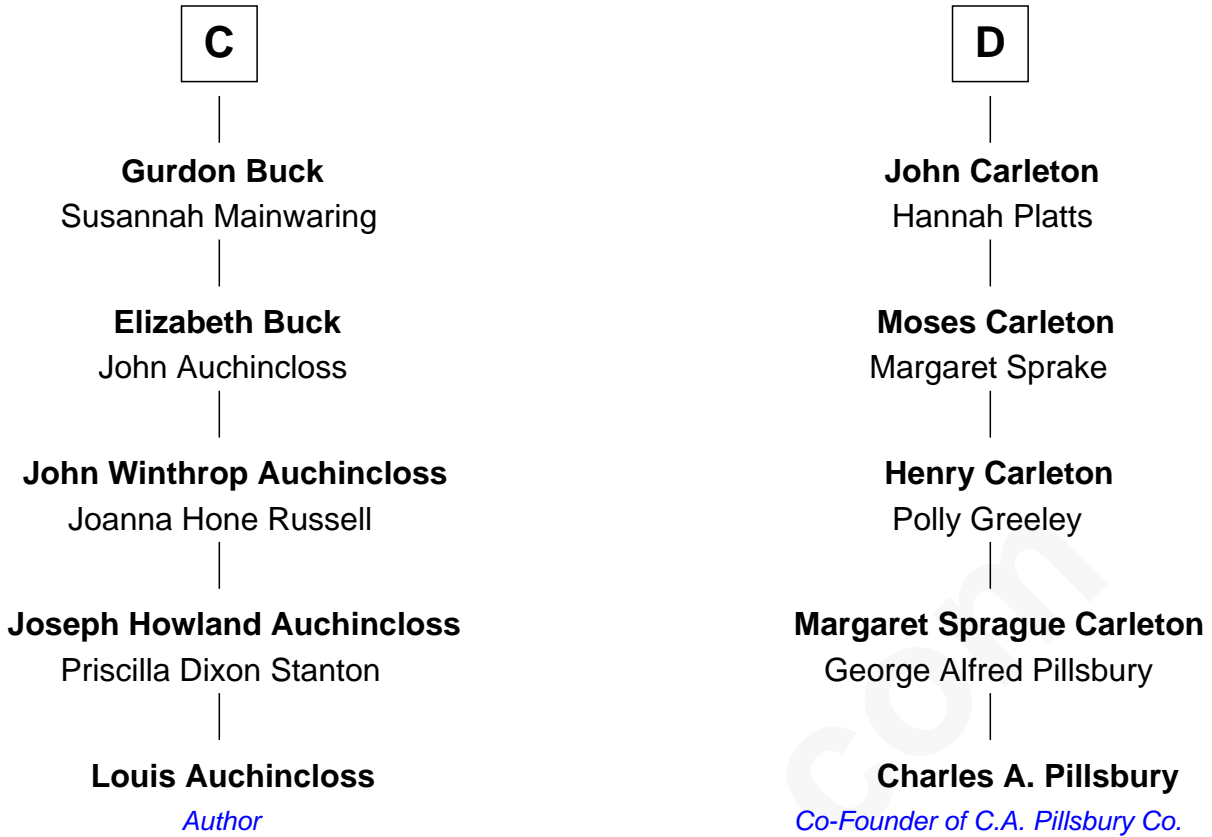 C
Gurdon Buck
Susannah Mainwaring
Elizabeth Buck
John Auchincloss
John Winthrop Auchincloss
Joanna Hone Russell
Joseph Howland Auchincloss
Priscilla Dixon Stanton
Louis Auchincloss
Author
D
John Carleton
Hannah Platts
Moses Carleton
Margaret Sprake
Henry Carleton
Polly Greeley
Margaret Sprague Carleton
George Alfred Pillsbury
Charles A. Pillsbury
Co-Founder of C.A. Pillsbury Co.
com